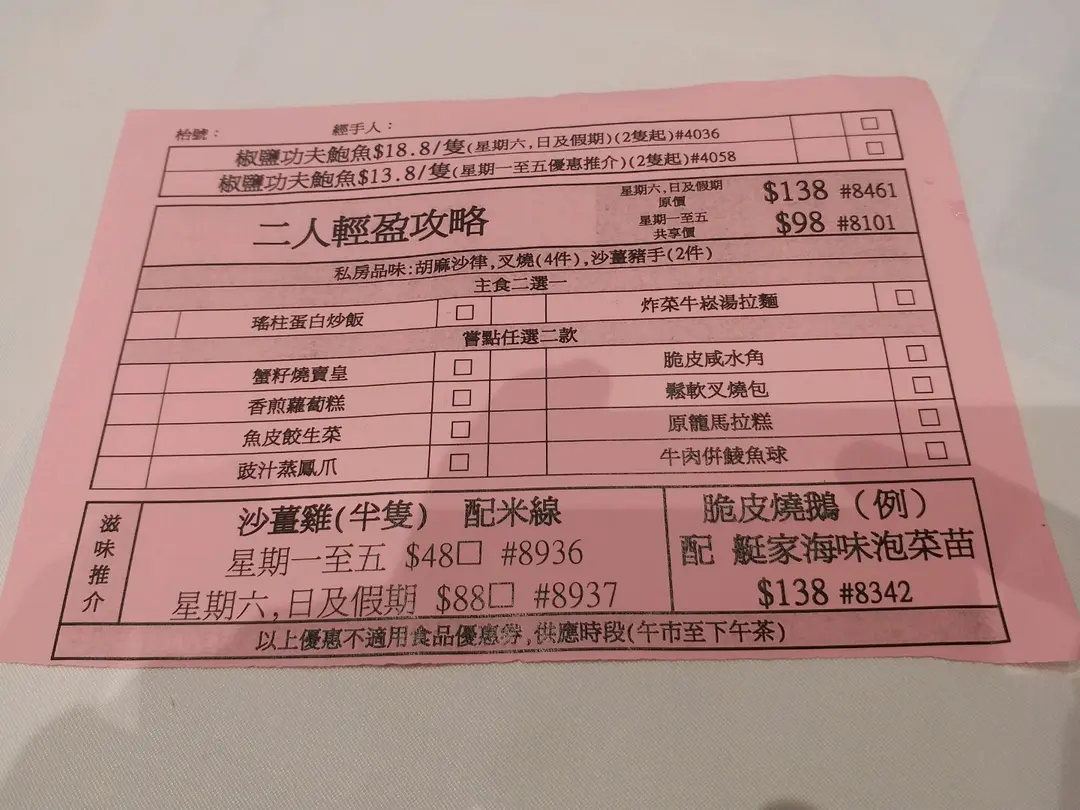 枱號： 經手人：
椒鹽功夫鮑魚$18.8/隻(星期六,日及假期)(2隻起)#4036 □
椒鹽功夫鮑魚$13.8/隻(星期一至五優惠推介)(2隻起)#4058 □
二人輕盈攻略
星期六,日及假期
原價
$138 #8461
星期一至五
共享價
$98 #8101
私房品味:胡麻沙律,叉燒(4件),沙薑豬手(2件)
主食二選一
瑤柱蛋白炒飯 □ 炸菜牛崧湯拉麵 □
嘗點任選二款
蟹籽燒賣皇 □ 脆皮咸水角 □
香煎蘿蔔糕 □ 鬆軟叉燒包 □
魚皮餃生菜 □ 原籠馬拉糕 □
豉汁蒸鳳爪 □ 牛肉併鯪魚球 □
滋味推介
沙薑雞(半隻) 配米線
星期一至五 $48□ #8936
星期六,日及假期 $88□ #8937
脆皮燒鵝（例）
配 艇家海味泡菜苗
$138 #8342
以上優惠不適用食品優惠券,供應時段(午市至下午茶)